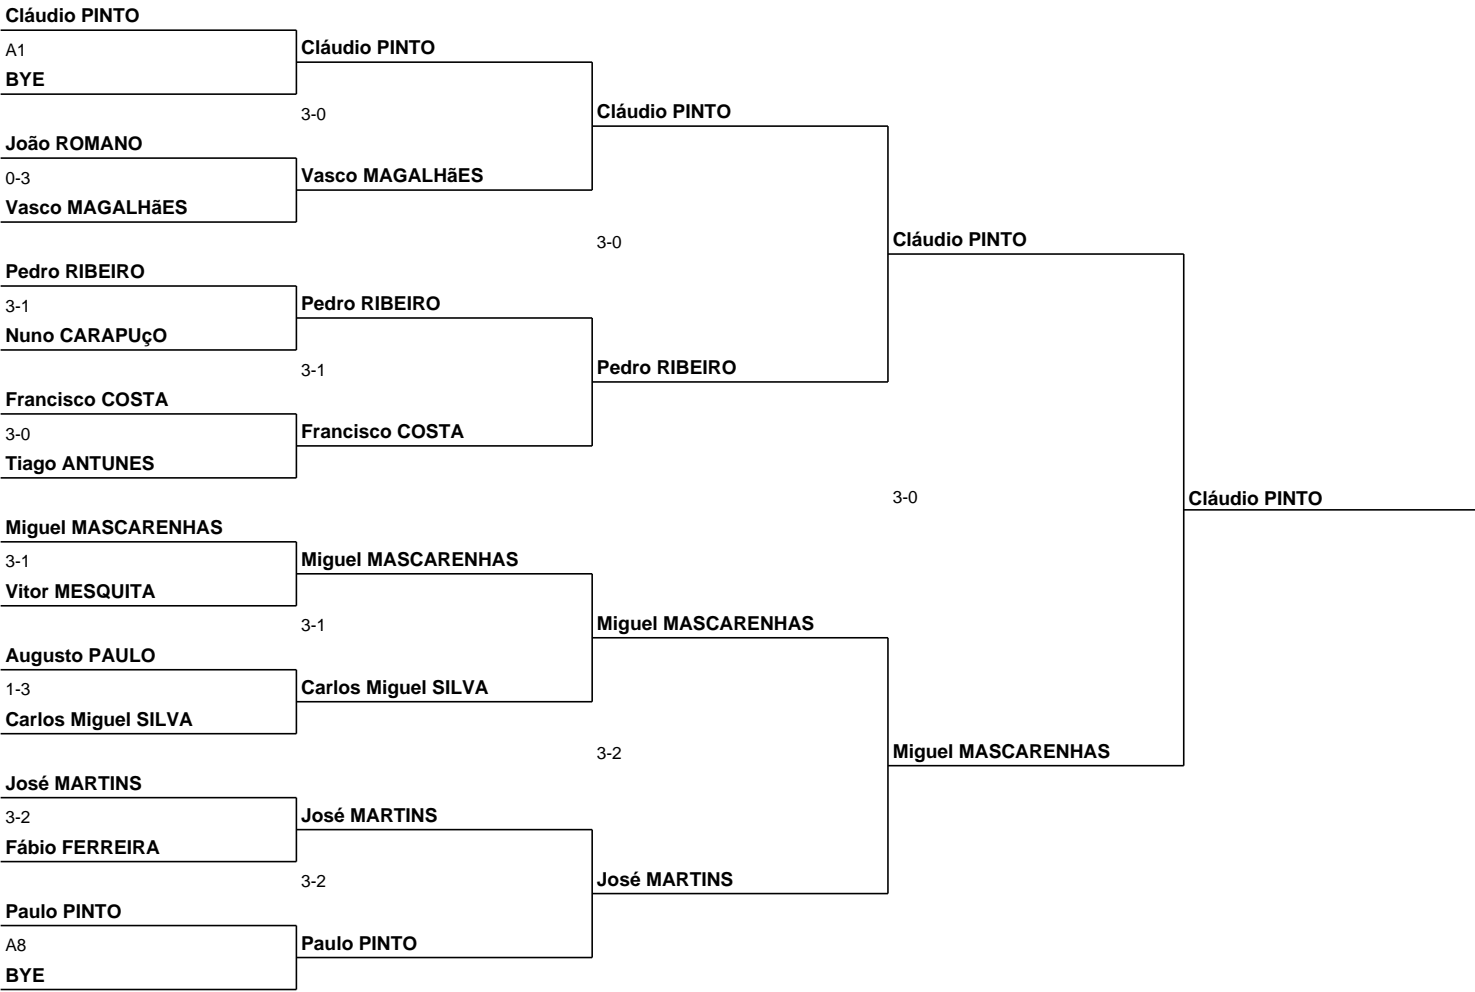 Cláudio PINTO
A1
BYE
João ROMANO
0-3
Vasco MAGALHãES
Pedro RIBEIRO
3-1
Nuno CARAPUçO
Francisco COSTA
3-0
Tiago ANTUNES
Miguel MASCARENHAS
3-1
Vitor MESQUITA
Augusto PAULO
1-3
Carlos Miguel SILVA
José MARTINS
3-2
Fábio FERREIRA
Paulo PINTO
A8
BYE
Cláudio PINTO
3-0
Vasco MAGALHãES
Pedro RIBEIRO
3-1
Francisco COSTA
Miguel MASCARENHAS
3-1
Carlos Miguel SILVA
José MARTINS
3-2
Paulo PINTO
Cláudio PINTO
3-0
Pedro RIBEIRO
Miguel MASCARENHAS
3-2
José MARTINS
Cláudio PINTO
3-0
Miguel MASCARENHAS
Cláudio PINTO